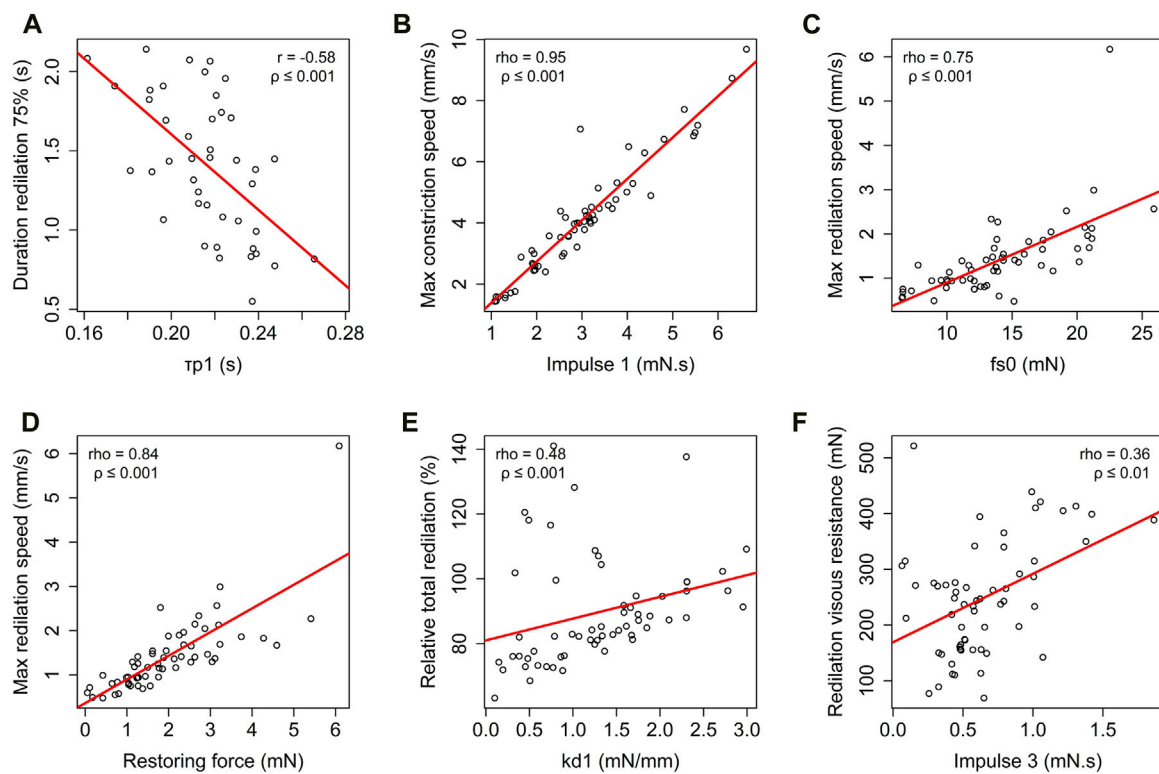 A
r = -0.58
ρ ≤ 0.001
Duration redilation 75% (s)
2.0
1.5
1.0
0.5
0.16
0.20
0.24
0.28
τp1 (s)
B
rho = 0.95
ρ ≤ 0.001
Max constriction speed (mm/s)
10
8
6
4
2
1
2
3
4
5
6
Impulse 1 (mN.s)
C
rho = 0.75
ρ ≤ 0.001
Max redilation speed (mm/s)
6
5
4
3
2
1
10
15
20
25
fs0 (mN)
D
rho = 0.84
ρ ≤ 0.001
Max redilation speed (mm/s)
6
5
4
3
2
1
0
1
2
3
4
5
6
Restoring force (mN)
E
rho = 0.48
ρ ≤ 0.001
Relative total redilation (%)
140
120
100
80
0.0
0.5
1.0
1.5
2.0
2.5
3.0
kd1 (mN/mm)
F
rho = 0.36
ρ ≤ 0.01
Redilation visous resistance (mN)
500
400
300
200
100
0.0
0.5
1.0
1.5
Impulse 3 (mN.s)